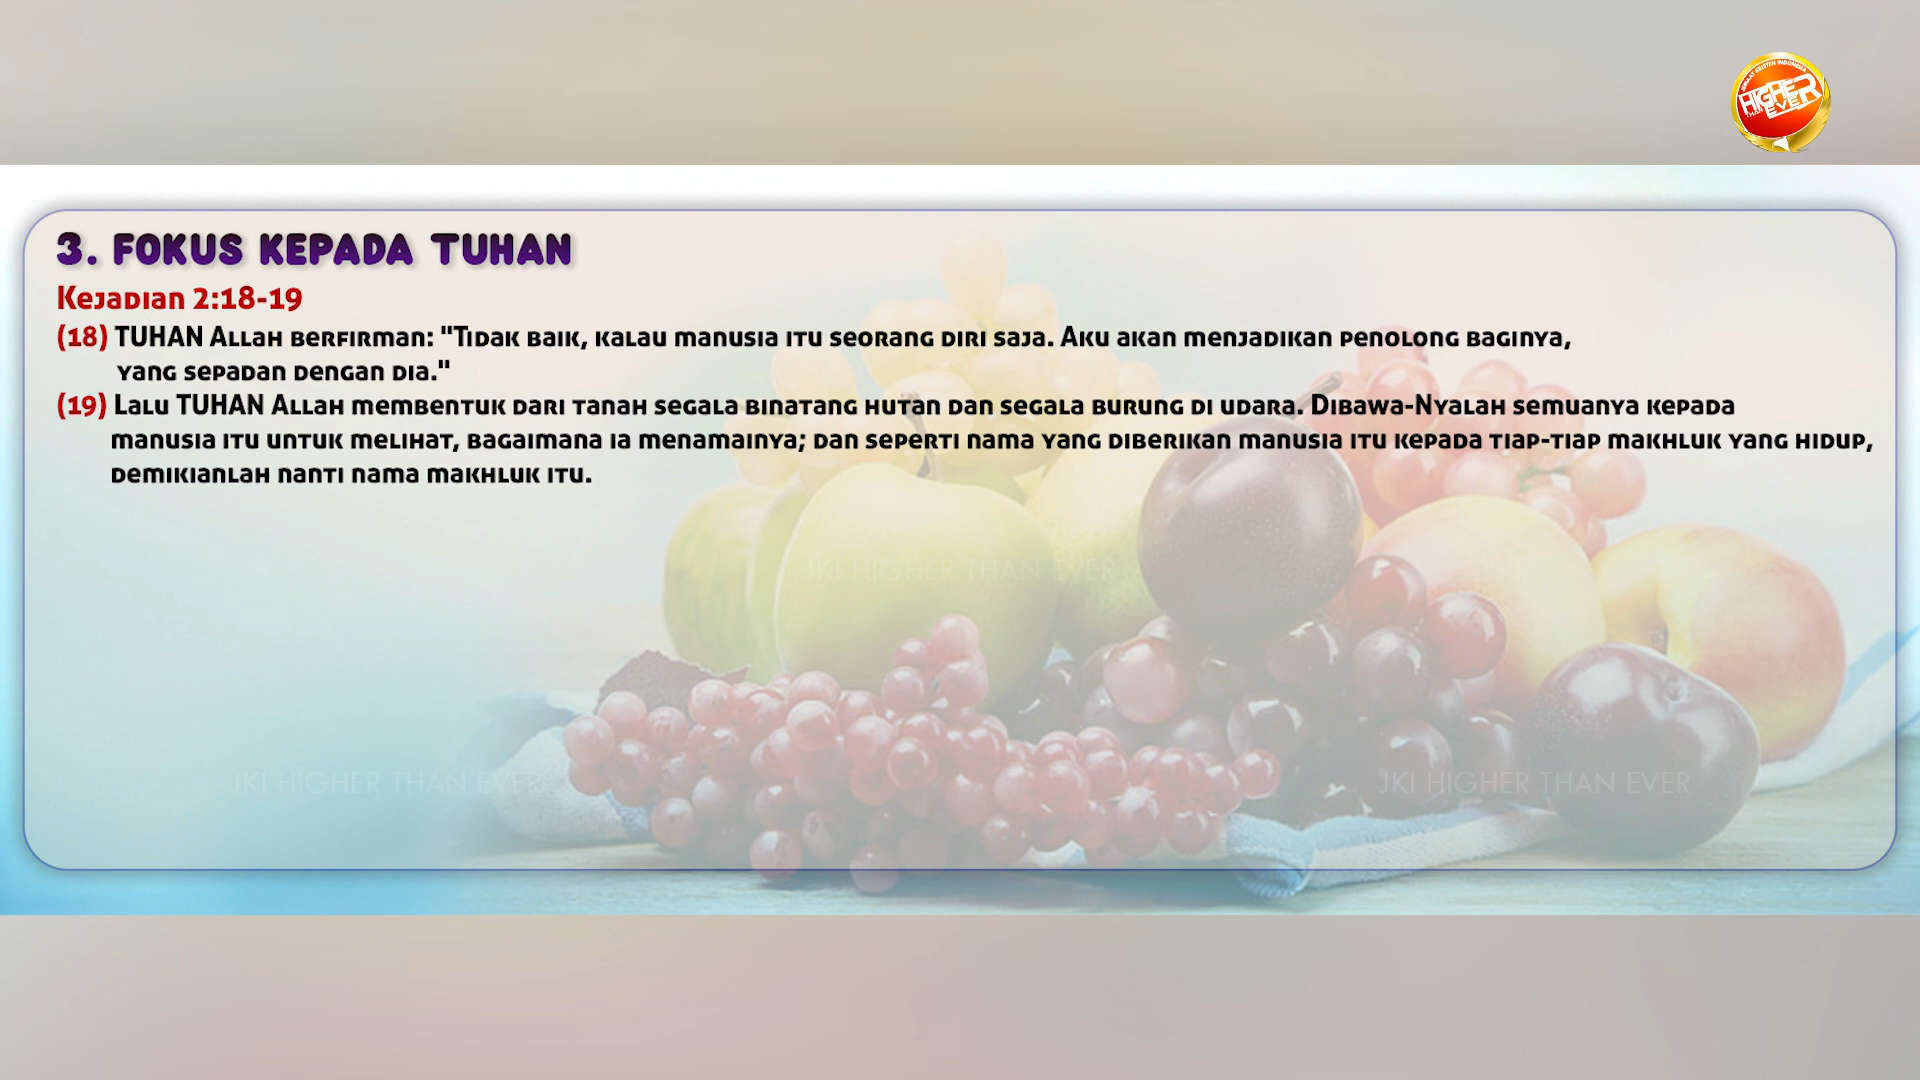 JEMAAT KRISTEN INDONESIA
HIGHER
THAN EVER
3. FOKUS KEPADA TUHAN
Kejadian 2:18-19
(18) TUHAN Allah berfirman: "Tidak baik, kalau manusia itu seorang diri saja. Aku akan menjadikan penolong baginya,
yang sepadan dengan dia."
(19) Lalu TUHAN Allah membentuk dari tanah segala binatang hutan dan segala burung di udara. Dibawa-Nyalah semuanya kepada
manusia itu untuk melihat, bagaimana ia menamainya; dan seperti nama yang diberikan manusia itu kepada tiap-tiap makhluk yang hidup,
demikianlah nanti nama makhluk itu.
JKI HIGHER THAN EVER
JKI HIGHER THAN EVER
JKI HIGHER THAN EVER